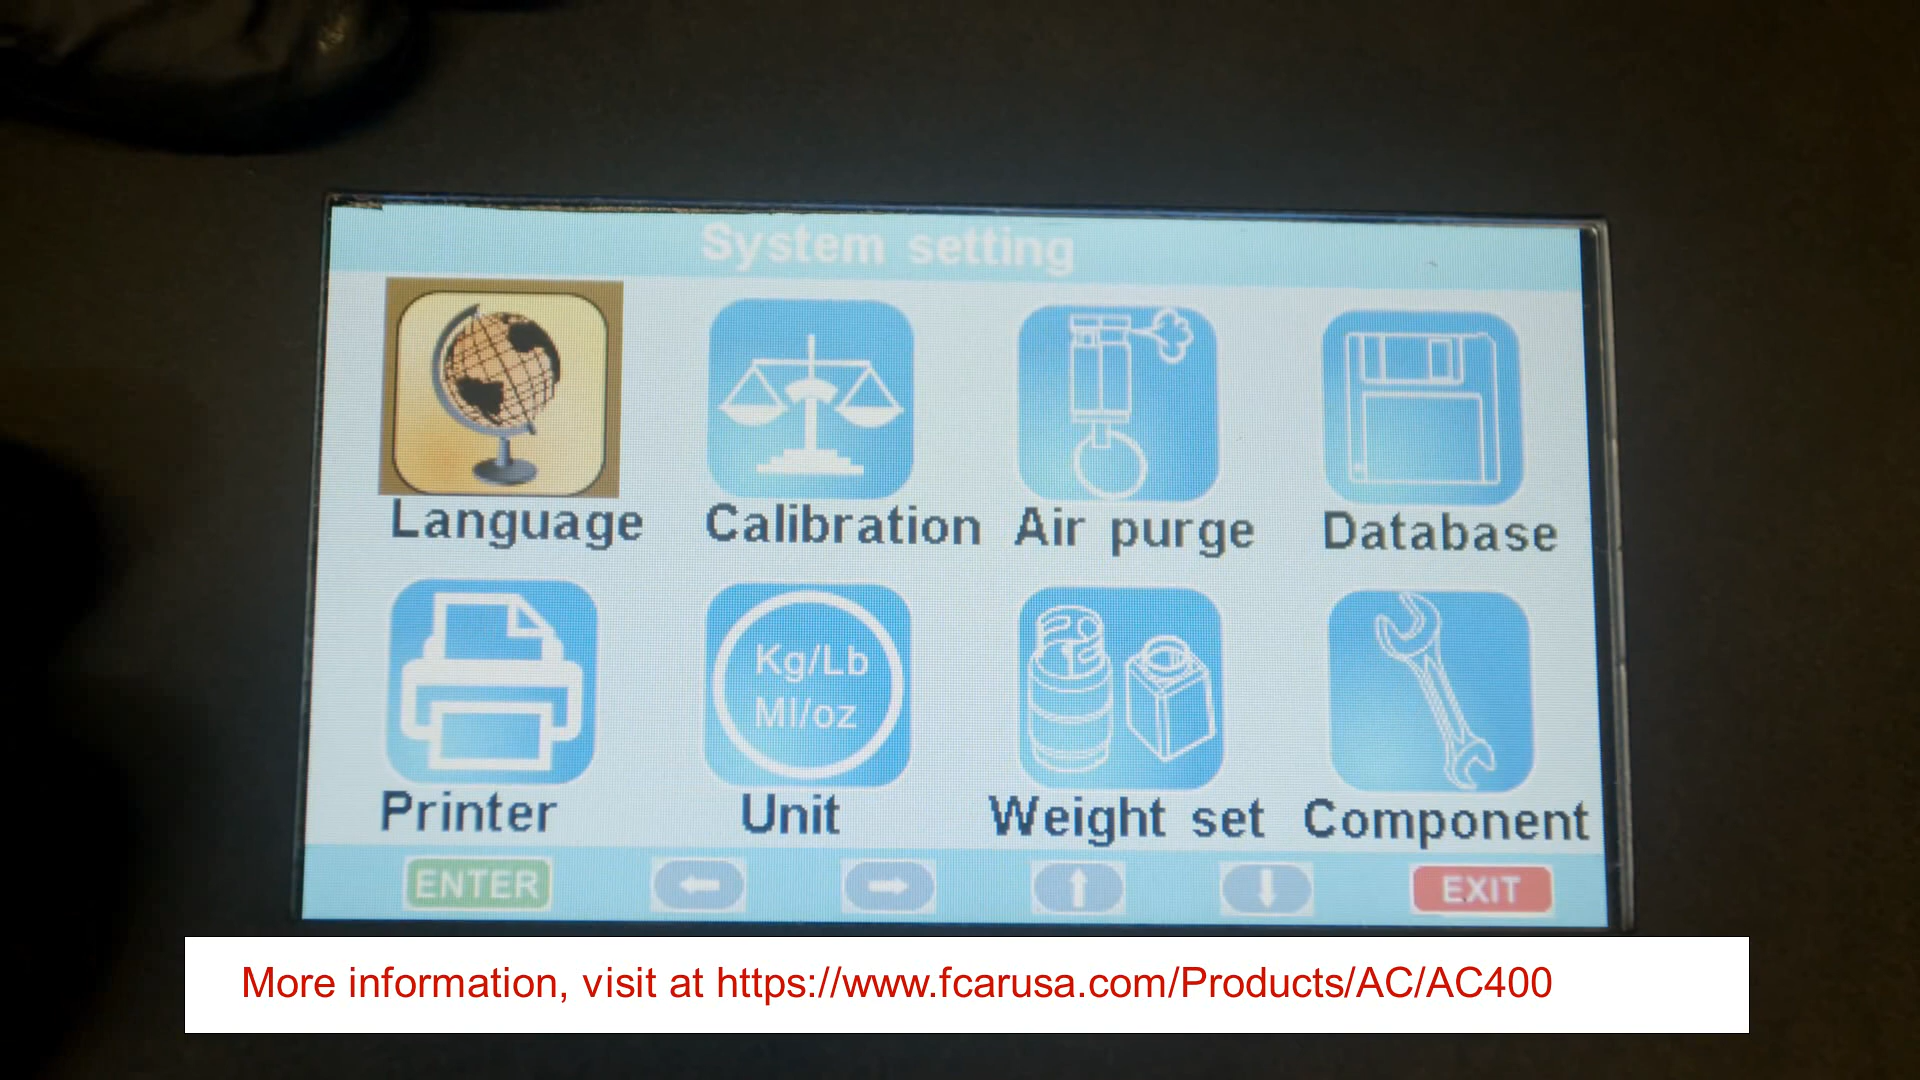 System setting
Language Calibration Air purge Database
Kg/Lb
Ml/oz
Printer Unit Weight set Component
ENTER EXIT
More information, visit at https://www.fcarusa.com/Products/AC/AC400